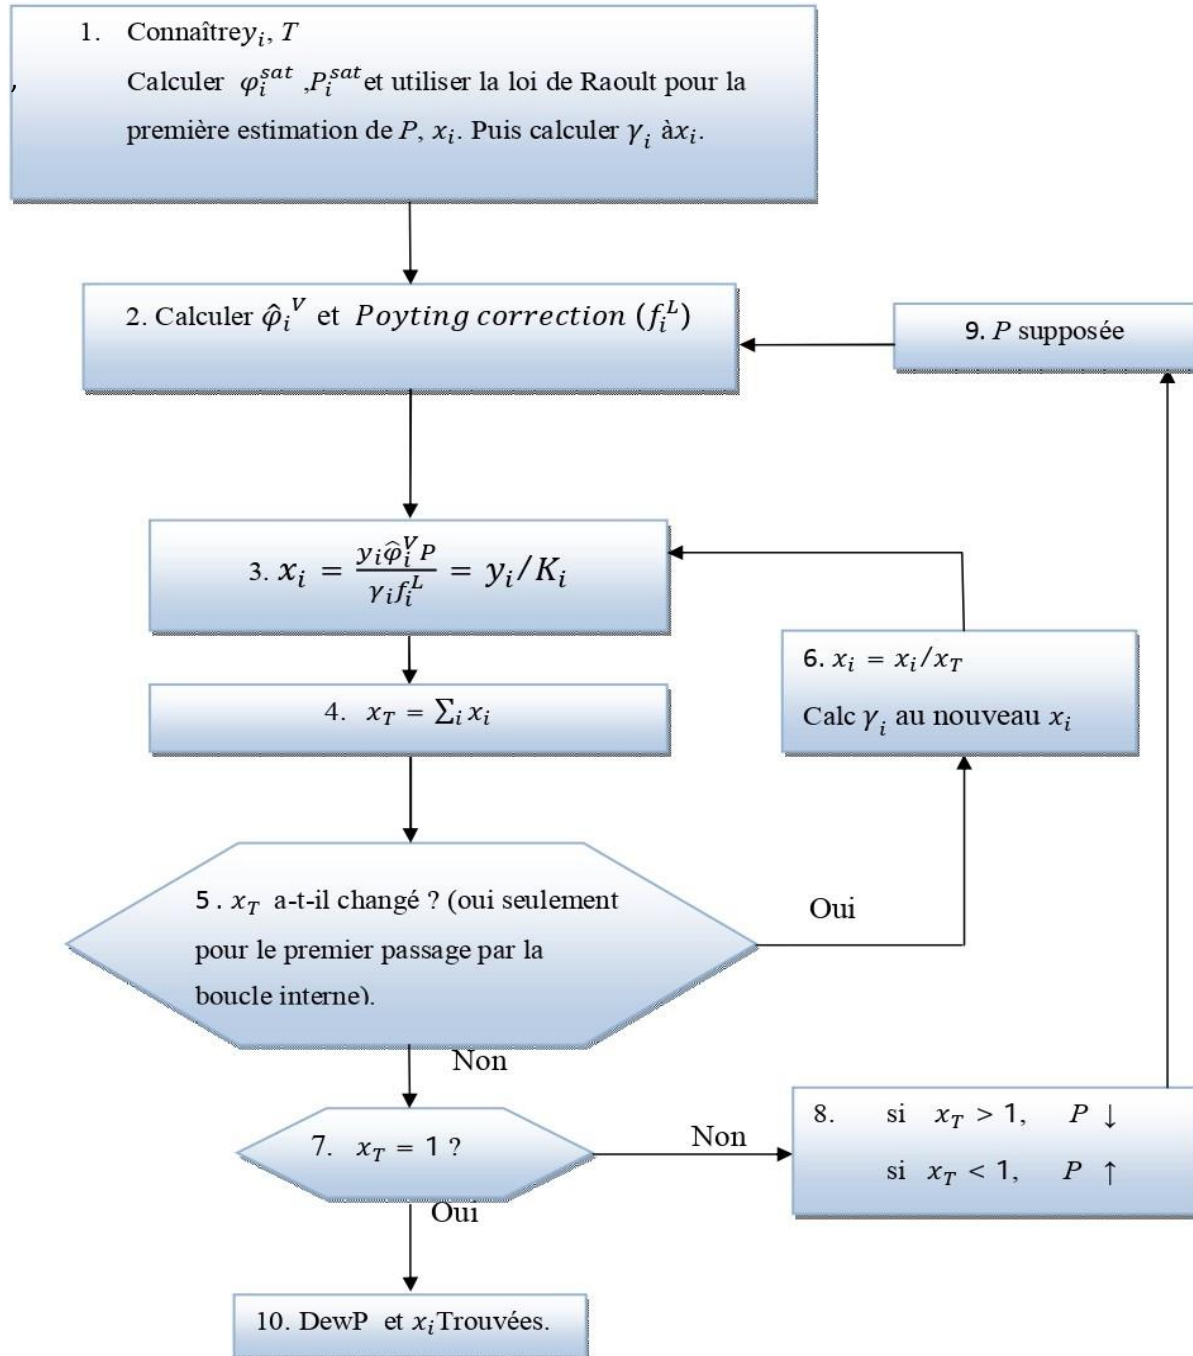 1. Connaîtrey_i, T
,
Calculer φ_i^{sat} ,P_i^{sat}et utiliser la loi de Raoult pour la
première estimation de P, x_i. Puis calculer γ_i àx_i.
2. Calculer φ̂_i^V et Poyting correction (f_i^L)
9. P supposée
3. x_i = \frac{y_i φ̂_i^V P}{γ_i f_i^L} = y_i/K_i
6. x_i = x_i/x_T
Calc γ_i au nouveau x_i
4. x_T = ∑_i x_i
5 . x_T a-t-il changé ? (oui seulement
pour le premier passage par la
boucle interne).
Oui
Non
7. x_T = 1 ?
Non
8. si x_T > 1, P ↓
si x_T < 1, P ↑
Oui
10. DewP et x_iTrouvées.